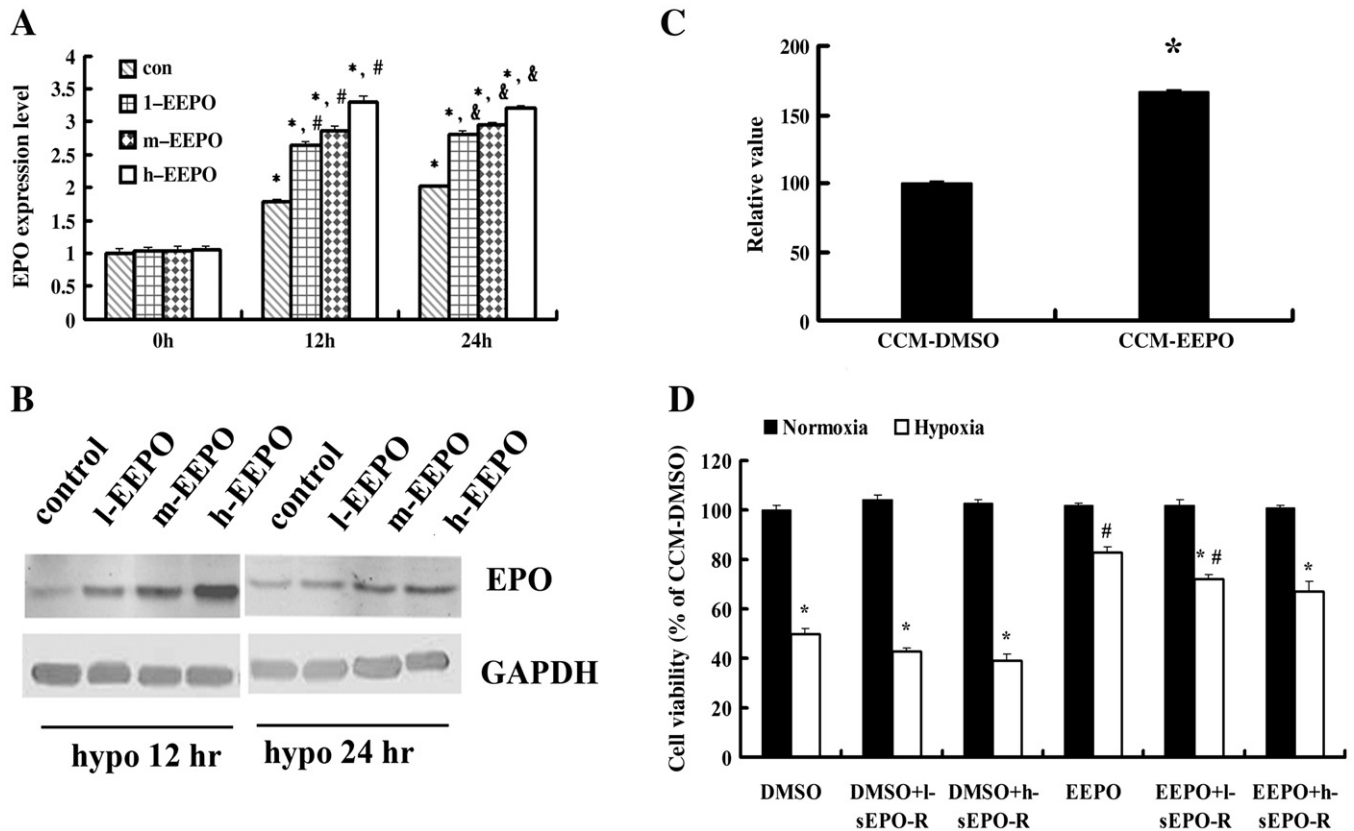 A
EPO expression level
4
3.5
3
2.5
2
1.5
1
0.5
0
con
1–EEPO
m–EEPO
h–EEPO
*
*, #
*, #
*, #
*
*, &
*, &
*, &
0h
12h
24h
B
control
l-EEPO
m-EEPO
h-EEPO
control
l-EEPO
m-EEPO
h-EEPO
EPO
GAPDH
hypo 12 hr
hypo 24 hr
C
Relative value
200
150
100
50
0
*
CCM-DMSO
CCM-EEPO
D
Normoxia
Hypoxia
Cell viability (% of CCM-DMSO)
120
100
80
60
40
20
0
*
*
*
#
* #
*
DMSO
DMSO+l-
sEPO-R
DMSO+h-
sEPO-R
EEPO
EEPO+l-
sEPO-R
EEPO+h-
sEPO-R